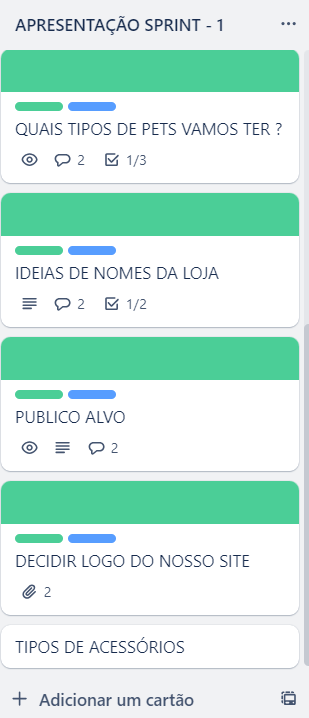 APRESENTAÇÃO SPRINT - 1
QUAIS TIPOS DE PETS VAMOS TER ?
2 1/3
IDEIAS DE NOMES DA LOJA
2 1/2
PUBLICO ALVO
2
DECIDIR LOGO DO NOSSO SITE
2
TIPOS DE ACESSÓRIOS
Adicionar um cartão